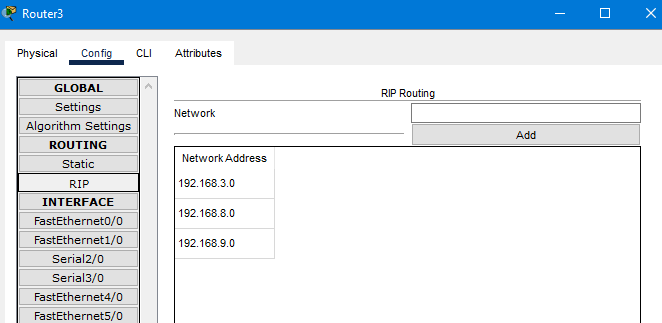 Router3
Physical Config CLI Attributes
GLOBAL
Settings
Algorithm Settings
ROUTING
Static
RIP
INTERFACE
FastEthernet0/0
FastEthernet1/0
Serial2/0
Serial3/0
FastEthernet4/0
FastEthernet5/0
RIP Routing
Network
Add
Network Address
192.168.3.0
192.168.8.0
192.168.9.0